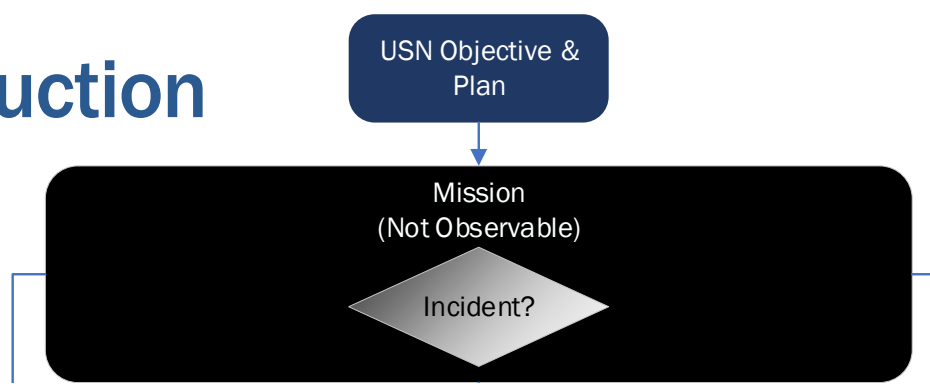 uction
USN Objective &
Plan
Mission
(Not Observable)
Incident?